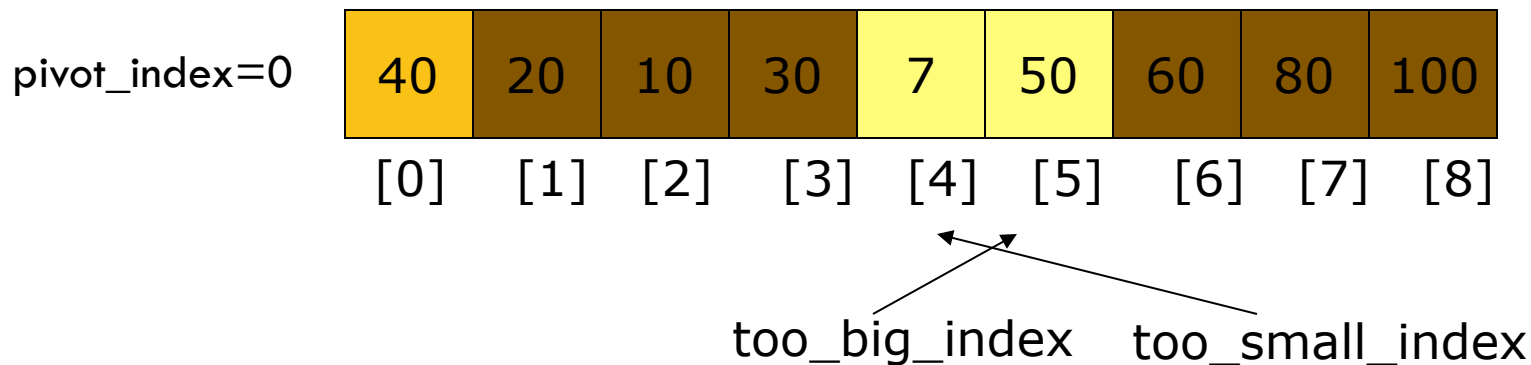 pivot_index=0 40 20 10 30 7 50 60 80 100
[0] [1] [2] [3] [4] [5] [6] [7] [8]
too_big_index too_small_index